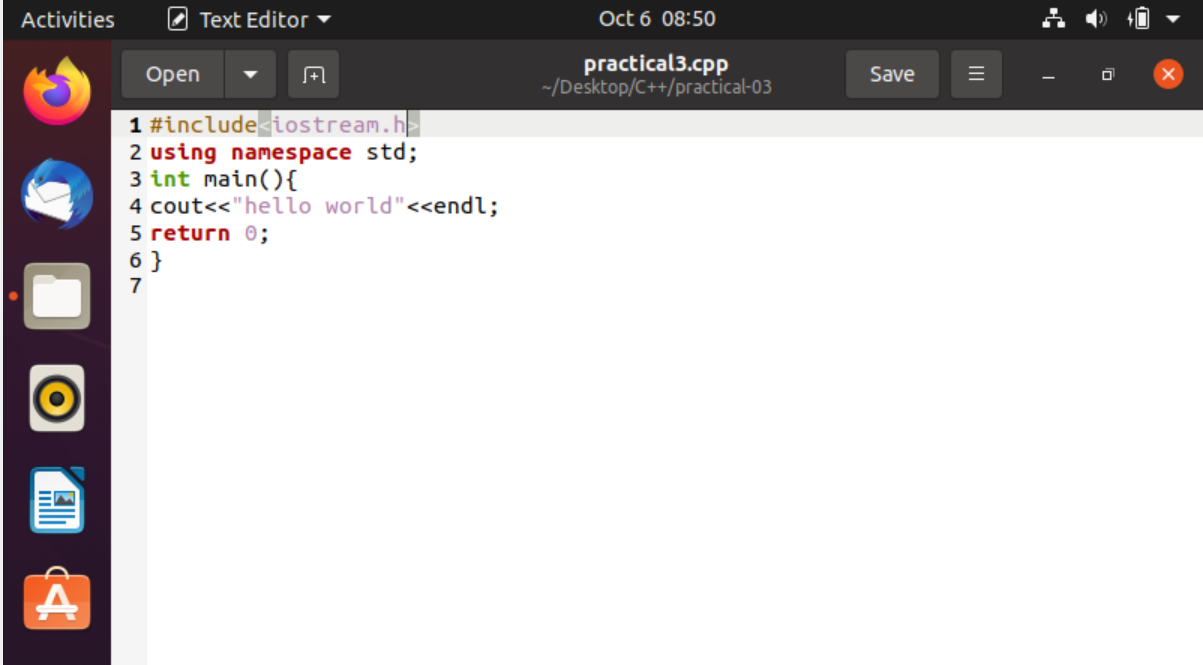 Activities Text Editor Oct 6 08:50
Open practical3.cpp Save
~/Desktop/C++/practical-03
1 #include<iostream.h>
2 using namespace std;
3 int main(){
4 cout<<"hello world"<<endl;
5 return 0;
6 }
7